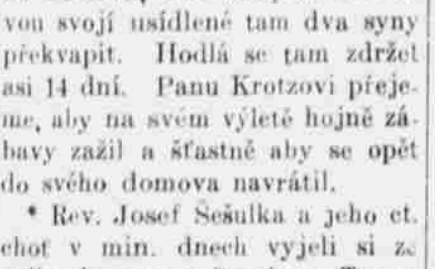 vou svojí usídlené tam dva syny
překvapit. Hodlá se tam zdržet
asi 14 dní. Panu Krotzovi přeje-
me, aby na svém výletě hojně zá-
bavy zažil a šťastně aby se opět
do svého domova navrátil.
* Rev. Josef Šešulka a jeho ct.
choť v min. dnech vyjeli si ze